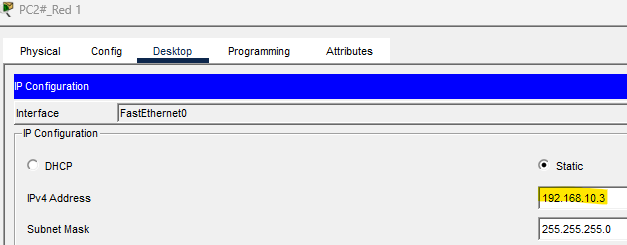 PC2#_Red 1
Physical Config Desktop Programming Attributes
IP Configuration
Interface FastEthernet0
IP Configuration
DHCP Static
IPv4 Address 192.168.10.3
Subnet Mask 255.255.255.0